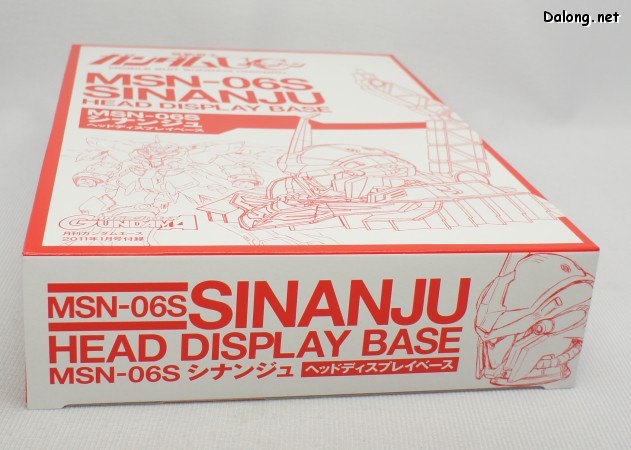 Dalong.net
ガンダムUC
MSN-06S
SINANJU
HEAD DISPLAY BASE
MSN-06S
シナンジュ
ヘッドディスプレイベース
GUNDAM A
月刊ガンダムエース
2011年1月号付録
MSN-06S SINANJU
HEAD DISPLAY BASE
MSN-06S シナンジュ ヘッドディスプレイベース